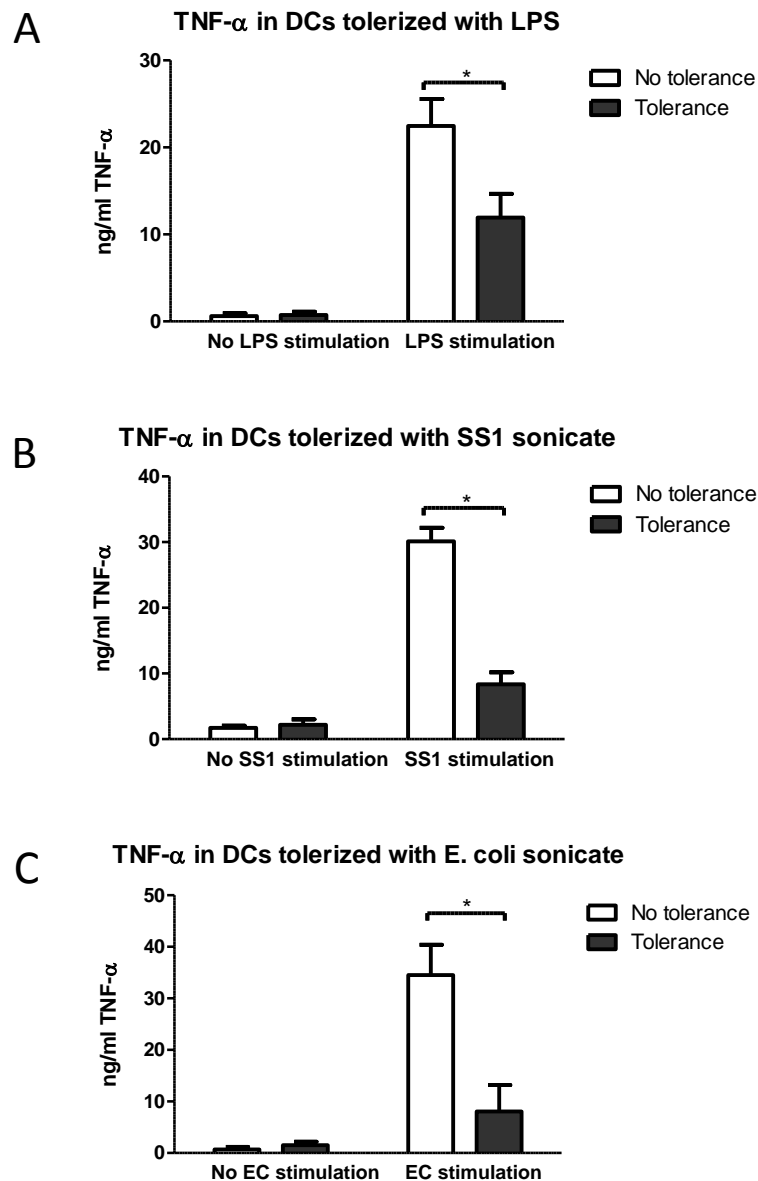 A
TNF-α in DCs tolerized with LPS
ng/ml TNF-α
30
20
10
0
*
No tolerance
Tolerance
No LPS stimulation
LPS stimulation
B
TNF-α in DCs tolerized with SS1 sonicate
ng/ml TNF-α
40
30
20
10
0
*
No tolerance
Tolerance
No SS1 stimulation
SS1 stimulation
C
TNF-α in DCs tolerized with E. coli sonicate
ng/ml TNF-α
50
40
30
20
10
0
*
No tolerance
Tolerance
No EC stimulation
EC stimulation